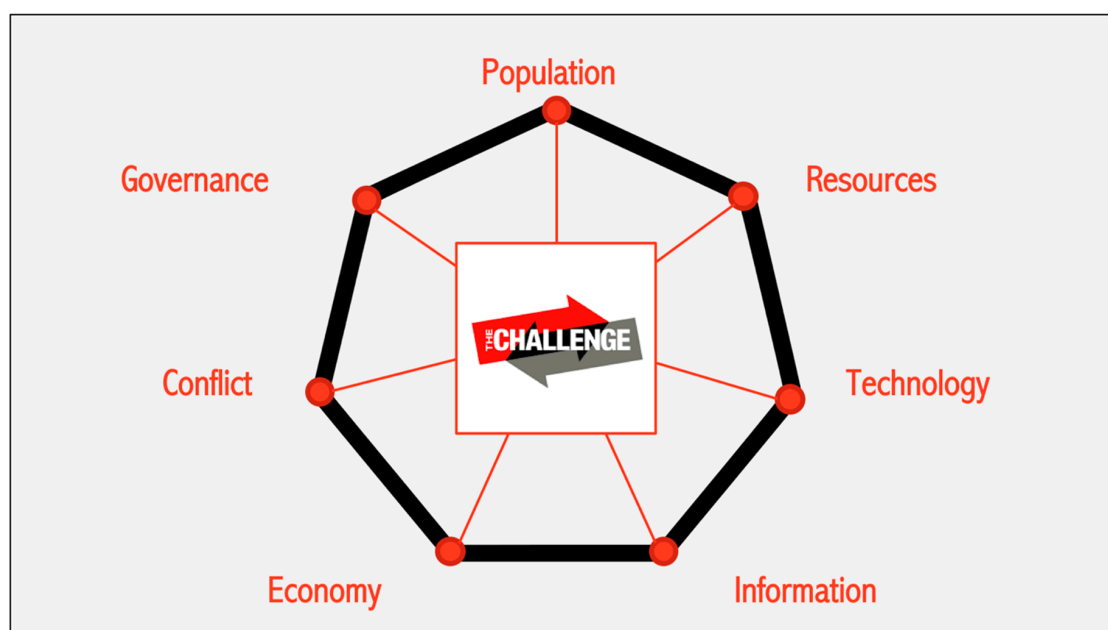 Population
Governance
Resources
THE CHALLENGE
Conflict
Technology
Economy
Information